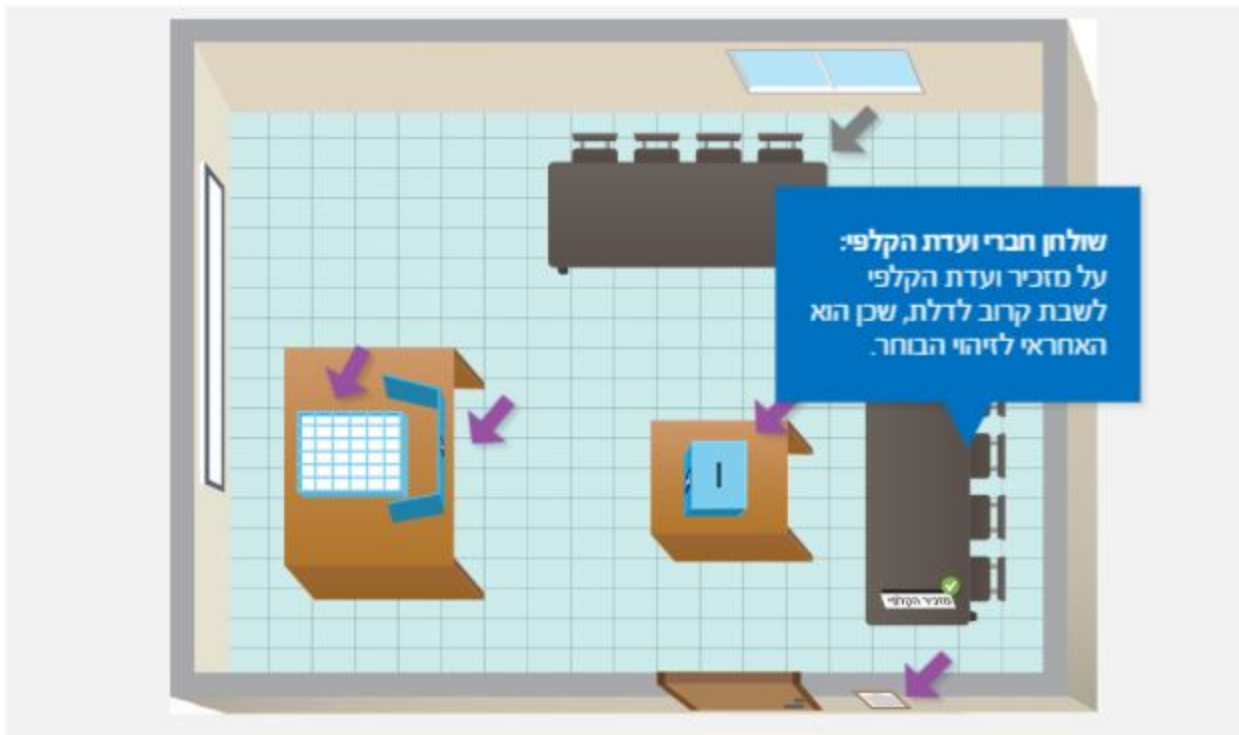 שולחן חברי ועדת הקלפי:
על מזכיר ועדת הקלפי
לשבת קרוב לדלת, שכן הוא
האחראי לזיהוי הבוחר.
מזכיר הקלפי